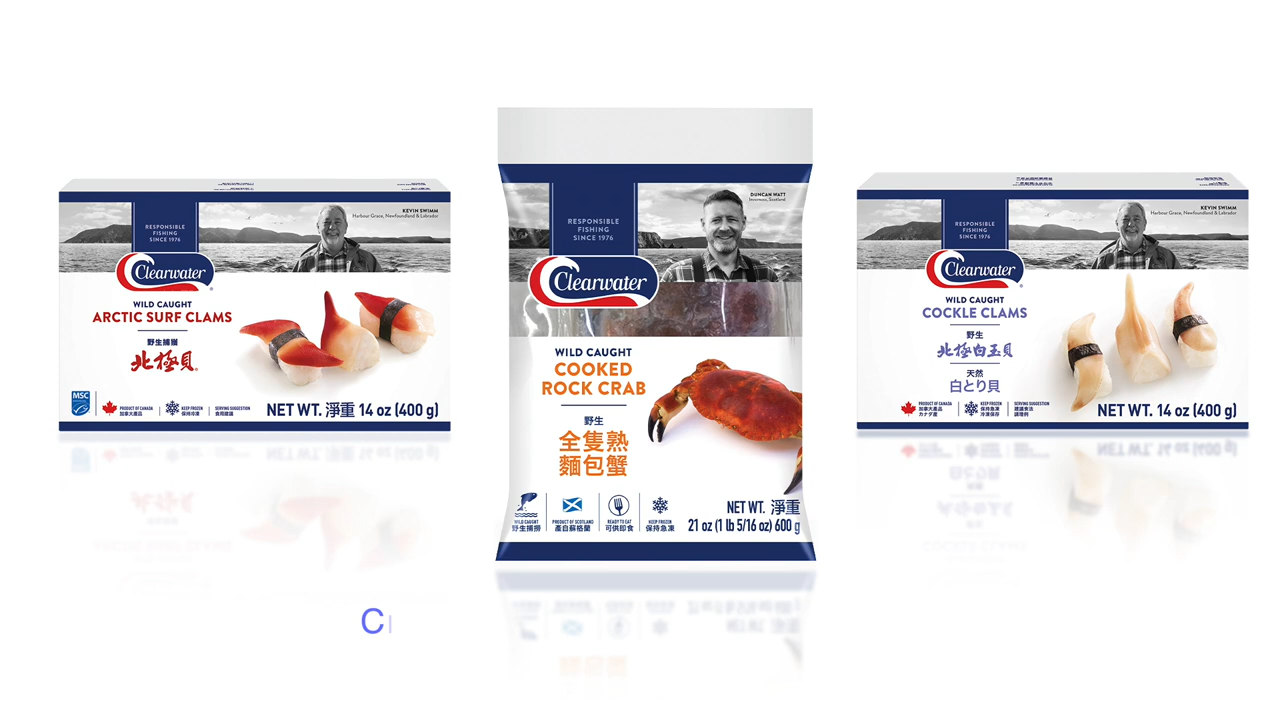 KEVIN SWIMM
Harbour Grace, Newfoundland & Labrador
RESPONSIBLE
FISHING
SINCE 1976
Clearwater
WILD CAUGHT
ARCTIC SURF CLAMS
野生捕獲
北極貝
MSC
PRODUCT OF CANADA
加拿大產品
KEEP FROZEN
保持冷凍
SERVING SUGGESTION
食用建議
NET WT. 淨重 14 oz (400 g)
DUNCAN WATT
Inverness, Scotland
RESPONSIBLE
FISHING
SINCE 1976
Clearwater
WILD CAUGHT
COOKED
ROCK CRAB
野生
全隻熟
麵包蟹
WILD CAUGHT
野生捕撈
PRODUCT OF SCOTLAND
產自蘇格蘭
READY TO EAT
可供即食
KEEP FROZEN
保持急凍
NET WT. 淨重
21 oz (1 lb 5/16 oz) 600 g
KEVIN SWIMM
Harbour Grace, Newfoundland & Labrador
RESPONSIBLE
FISHING
SINCE 1976
Clearwater
WILD CAUGHT
COCKLE CLAMS
野生
北極白玉貝
天然
白とり貝
PRODUCT OF CANADA
加拿大產品
カナダ産
KEEP FROZEN
保持急凍
冷凍保存
SERVING SUGGESTION
建議食法
調理例
NET WT. 14 oz (400 g)
C